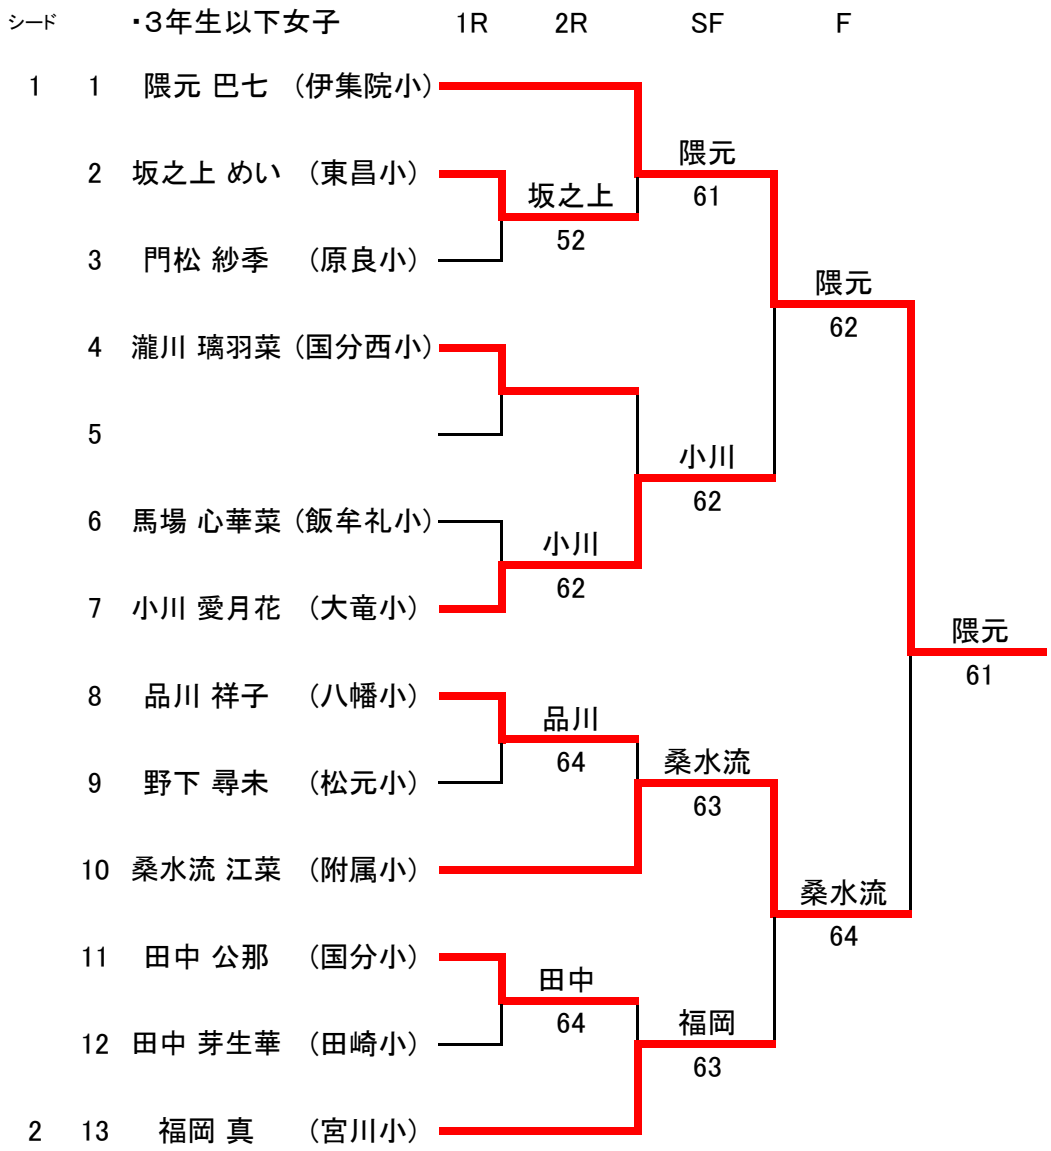 シード ・３年生以下女子 1R 2R SF F
1 1 隈元 巴七 (伊集院小)
隈元
2 坂之上 めい (東昌小)
坂之上 61
52
3 門松 紗季 (原良小)
隈元
62
4 瀧川 璃羽菜 (国分西小)
5
小川
62
6 馬場 心華菜 (飯牟礼小)
小川
62
7 小川 愛月花 (大竜小)
隈元
61
8 品川 祥子 (八幡小)
品川
64 桑水流
9 野下 尋未 (松元小)
63
10 桑水流 江菜 (附属小)
桑水流
64
11 田中 公那 (国分小)
田中
64 福岡
12 田中 芽生華 (田崎小)
63
2 13 福岡 真 (宮川小)